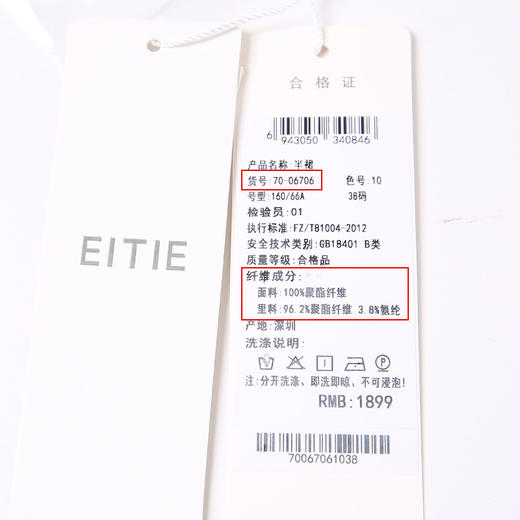 EITIE
合格证
6 943050 340846
产品名称:半裙
货号:70-06706 色号:10
号型:160/66A 38码
检验员:01
执行标准:FZ/T81004-2012
安全技术类别:GB18401 B类
质量等级:合格品
纤维成分:
面料:100%聚酯纤维
里料:96.2%聚酯纤维 3.8%氨纶
产地:深圳
洗涤说明:
注:分开洗涤、即洗即晾、不可浸泡!
RMB:1899
70067061038